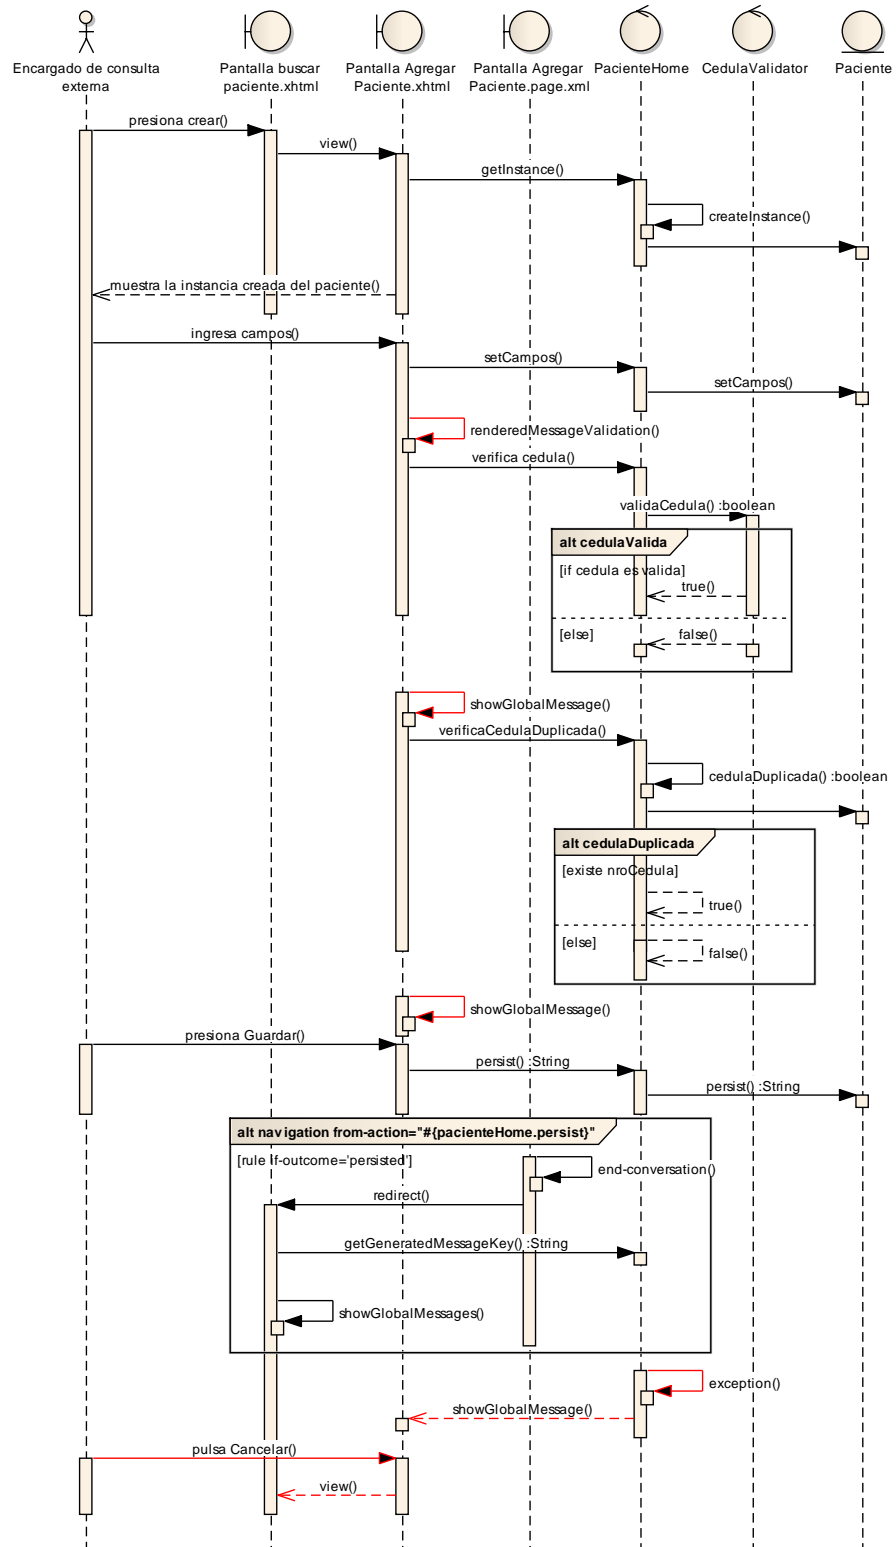 Encargado de consulta
externa
Pantalla buscar
paciente.xhtml
Pantalla Agregar
Paciente.xhtml
Pantalla Agregar
Paciente.page.xml
PacienteHome
CedulaValidator
Paciente
presiona crear()
view()
getInstance()
createInstance()
muestra la instancia creada del paciente()
ingresa campos()
setCampos()
setCampos()
renderedMessageValidation()
verifica cedula()
validaCedula() :boolean
alt cedulaValida
[if cedula es valida]
true()
[else]
false()
showGlobalMessage()
verificaCedulaDuplicada()
cedulaDuplicada() :boolean
alt cedulaDuplicada
[existe nroCedula]
true()
[else]
false()
showGlobalMessage()
presiona Guardar()
persist() :String
persist() :String
alt navigation from-action="#{pacienteHome.persist}"
[rule if-outcome='persisted']
end-conversation()
redirect()
getGeneratedMessageKey() :String
showGlobalMessages()
exception()
showGlobalMessage()
pulsa Cancelar()
view()